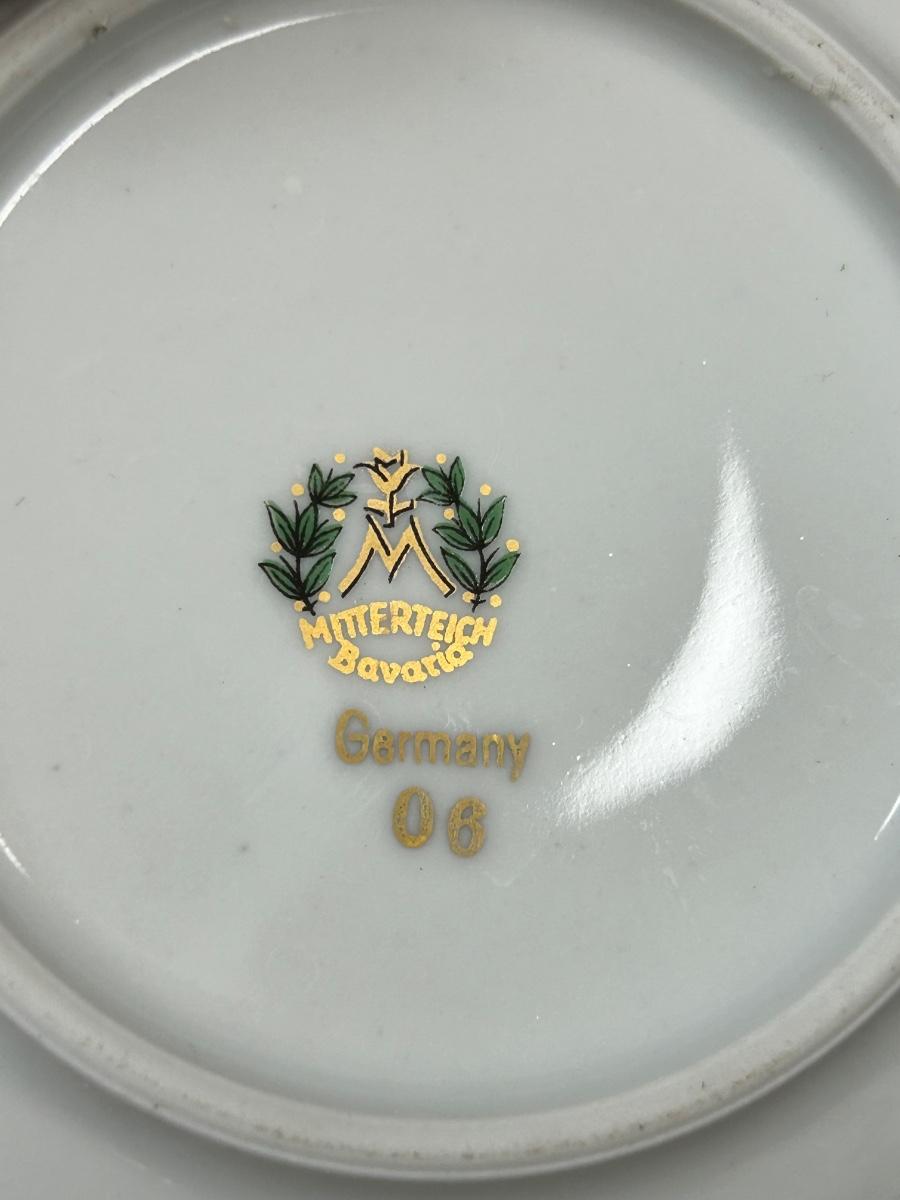 M
MITTERTEICH
Bavaria
Germany
06